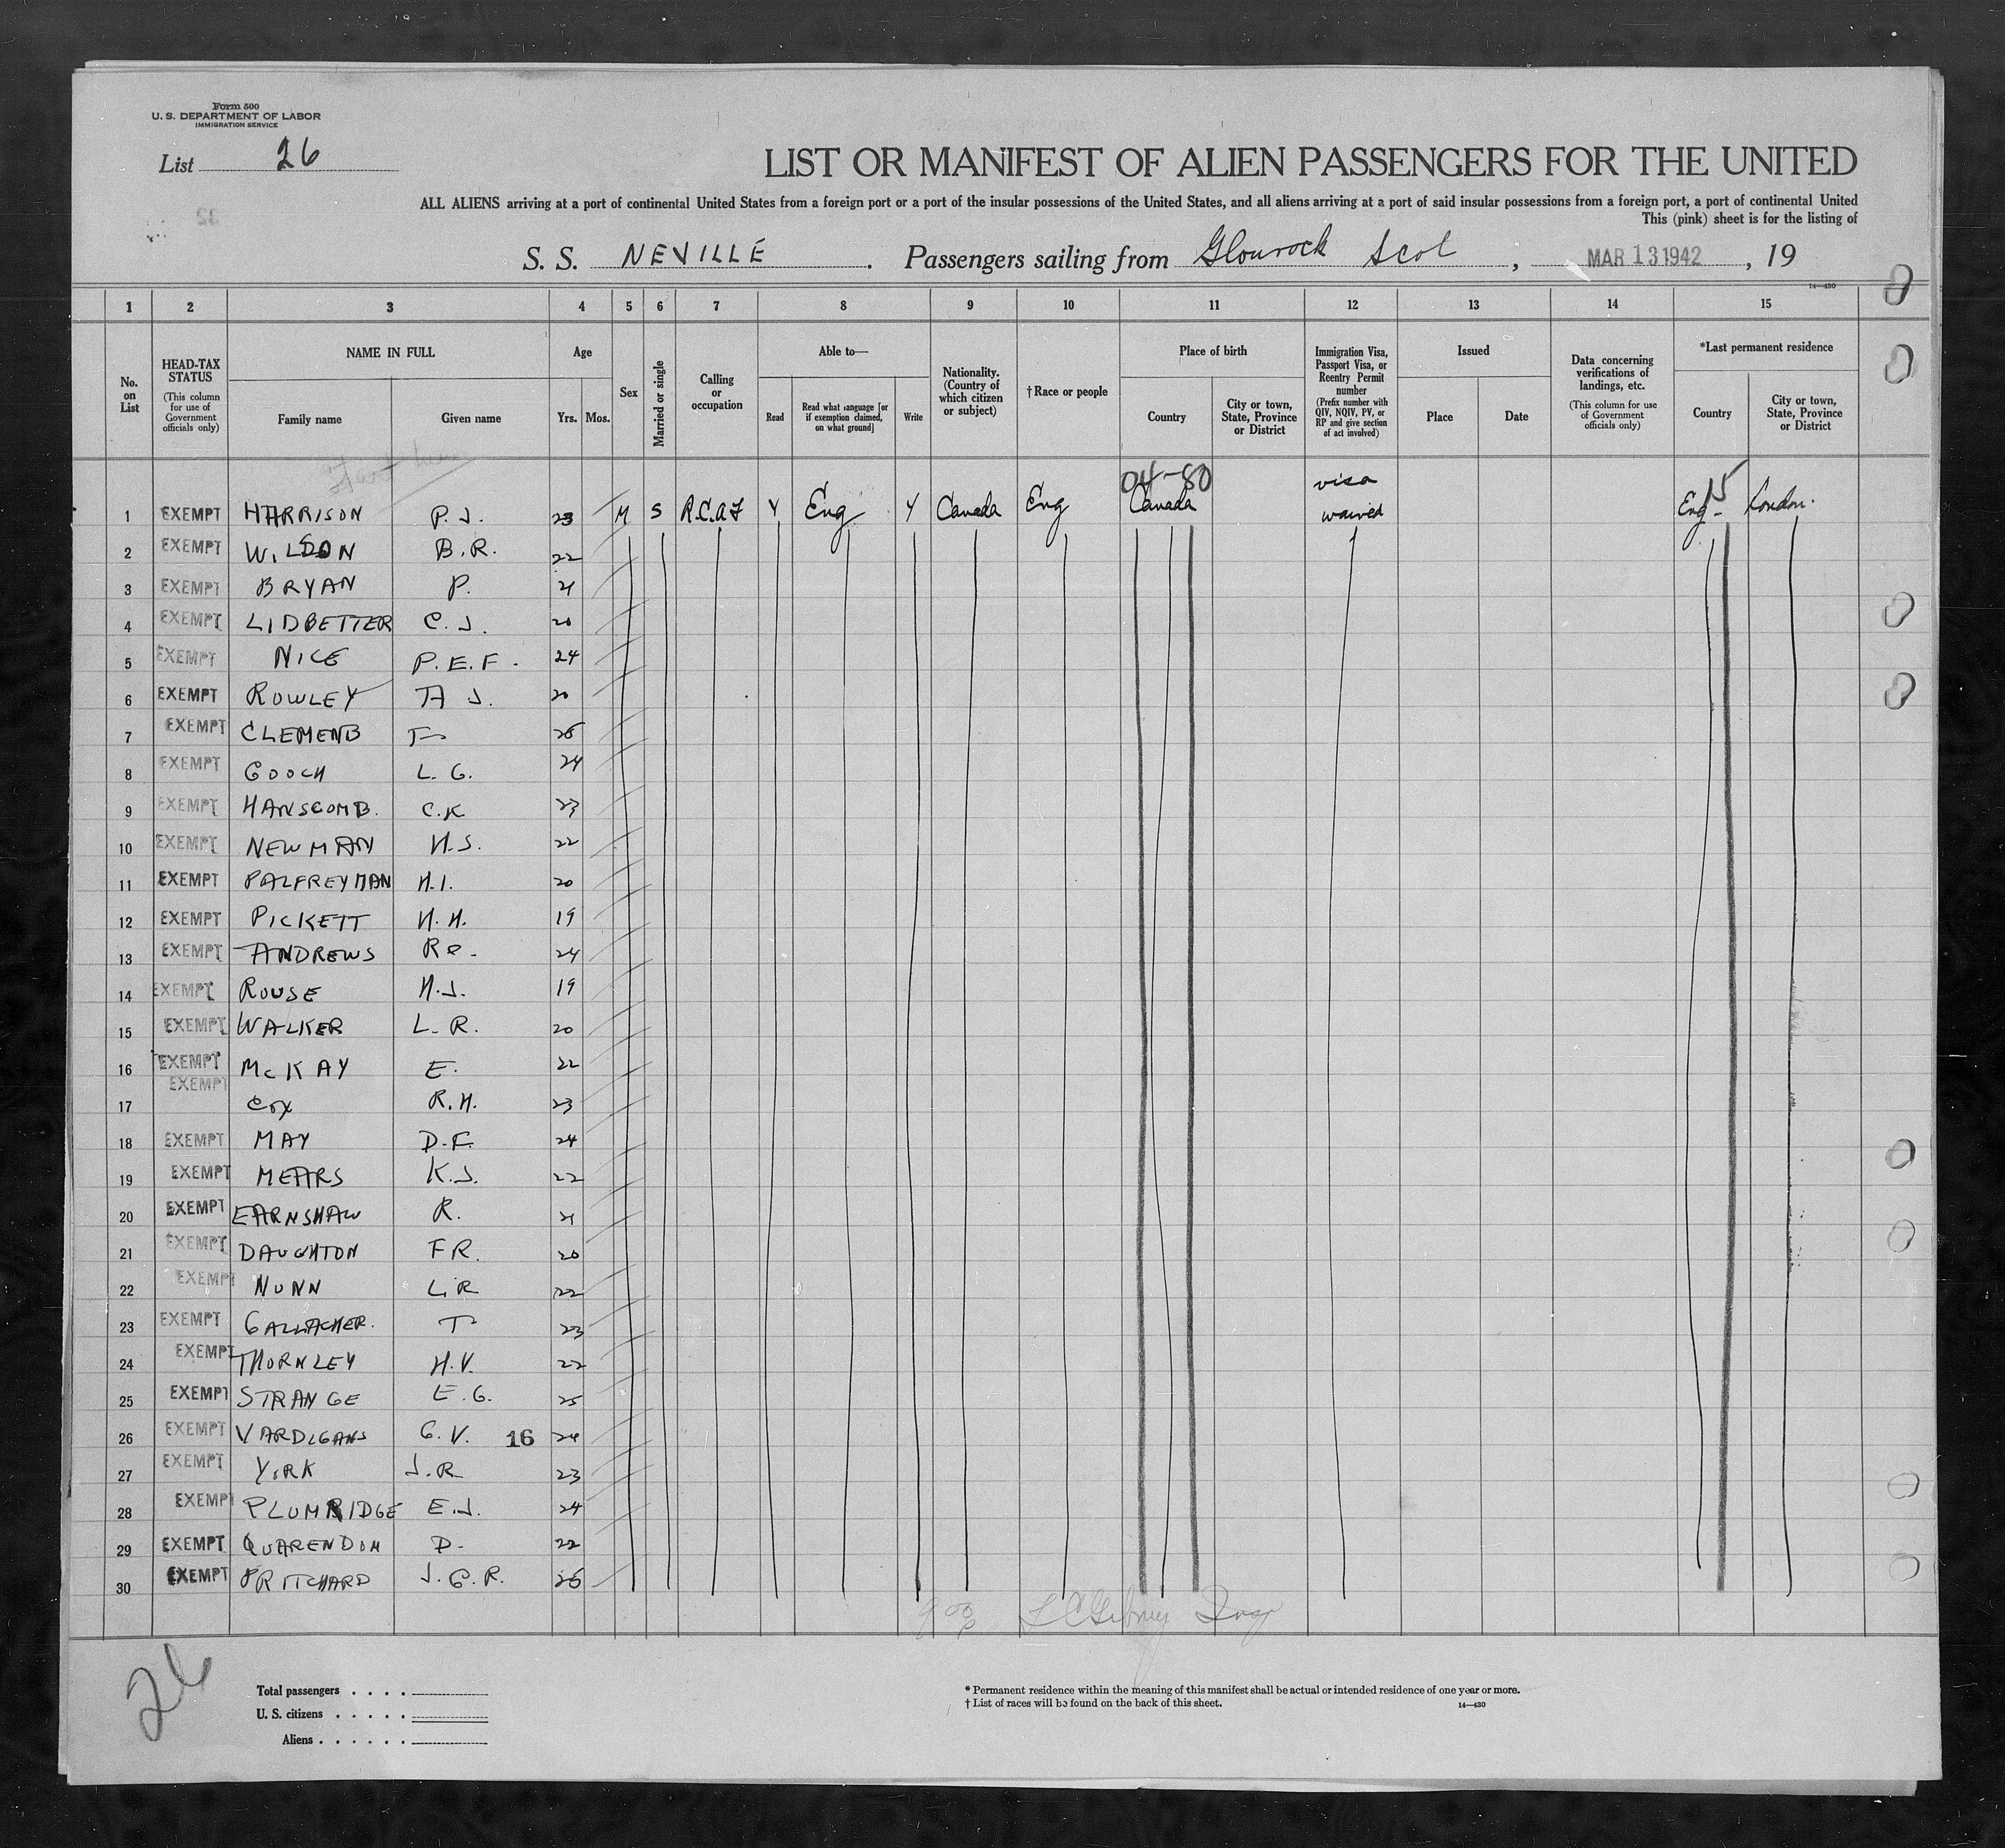 Form 500
U. S. DEPARTMENT OF LABOR
IMMIGRATION SERVICE
List 26
LIST OR MANIFEST OF ALIEN PASSENGERS FOR THE UNITED
ALL ALIENS arriving at a port of continental United States from a foreign port or a port of the insular possessions of the United States, and all aliens arriving at a port of said insular possessions from a foreign port, a port of continental United
This (pink) sheet is for the listing of
S. S. NEVILLE. Passengers sailing from Glourock Scot, MAR 13 1942, 19
14—430
1 2 3 4 5 6 7 8 9 10 11 12 13 14 15
No. on List
HEAD-TAX STATUS (This column for use of Government officials only)
NAME IN FULL
Family name
Given name
Age
Yrs. Mos.
Sex
Married or single
Calling or occupation
Able to—
Read
Read what language [or if exemption claimed, on what ground]
Write
Nationality. (Country of which citizen or subject)
†Race or people
Place of birth
Country
City or town, State, Province or District
Immigration Visa, Passport Visa, or Reentry Permit number (Prefix number with QIV, NQIV, PV, or RP and give section of act involved)
Issued
Place
Date
Data concerning verifications of landings, etc. (This column for use of Government officials only)
*Last permanent residence
Country
City or town, State, Province or District
04-80 visa 15
1 EXEMPT HARRISON P. J. 23 M S R.C.A.F Y Eng Y Canada Eng Canada waived Eng. London.
2 EXEMPT WILSON B.R. 22
3 EXEMPT BRYAN P. 21
4 EXEMPT LIDBETTER C.J. 20
5 EXEMPT NICE P.E.F. 24
6 EXEMPT ROWLEY A J. 20
7 EXEMPT CLEMENB F 26
8 EXEMPT GOOCH L. G. 24
9 EXEMPT HANSCOMB. C.K 23
10 EXEMPT NEWMAN H.S. 22
11 EXEMPT PALFREYMAN H.I. 20
12 EXEMPT PICKETT H.H. 19
13 EXEMPT ANDREWS R 24
14 EXEMPT ROUSE H.J. 19
15 EXEMPT WALKER L.R. 20
16 EXEMPT McKAY E. 22
17 EXEMPT Cox R.H. 23
18 EXEMPT MAY D.F. 24
19 EXEMPT MEARS K.J. 22
20 EXEMPT EARNSHAW R. 21
21 EXEMPT DAUGHTON F R. 20
22 EXEMPT NUNN L.R 22
23 EXEMPT GALLACHER. T 23
24 EXEMPT THORNLEY H.V. 22
25 EXEMPT STRANGE E.G. 25
26 EXEMPT VARDIGANS G.V. 16 24
27 EXEMPT YORK J.R 23
28 EXEMPT PLUMRIDGE E.J. 24
29 EXEMPT QUARENDON D. 22
30 EXEMPT PRITCHARD J.G.R. 26
26
Total passengers . . . .
U. S. citizens . . . . .
Aliens . . . . . .
* Permanent residence within the meaning of this manifest shall be actual or intended residence of one year or more.
† List of races will be found on the back of this sheet.
14—430